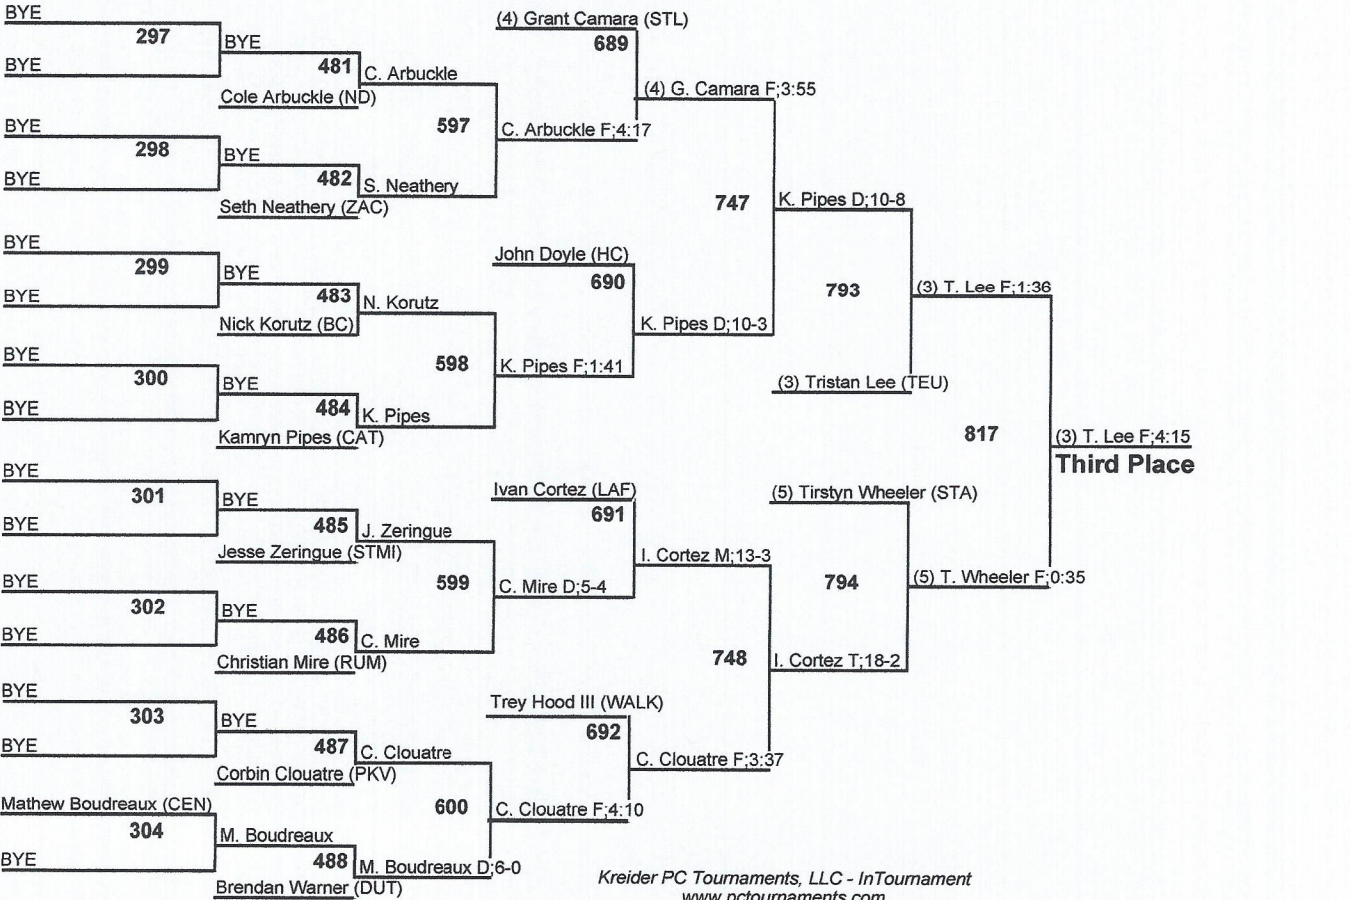 BYE
297
BYE
BYE
481
Cole Arbuckle (ND)
C. Arbuckle
BYE
298
BYE
BYE
482
Seth Neathery (ZAC)
S. Neathery
597
C. Arbuckle F;4:17
(4) Grant Camara (STL)
689
(4) G. Camara F;3:55
BYE
299
BYE
BYE
483
Nick Korutz (BC)
N. Korutz
BYE
300
BYE
BYE
484
Kamryn Pipes (CAT)
K. Pipes
598
K. Pipes F;1:41
John Doyle (HC)
690
K. Pipes D;10-3
747
K. Pipes D;10-8
793
(3) Tristan Lee (TEU)
(3) T. Lee F;1:36
BYE
301
BYE
BYE
485
Jesse Zeringue (STMI)
J. Zeringue
BYE
302
BYE
BYE
486
Christian Mire (RUM)
C. Mire
599
C. Mire D;5-4
Ivan Cortez (LAF)
691
I. Cortez M;13-3
BYE
303
BYE
BYE
487
Corbin Clouatre (PKV)
C. Clouatre
Mathew Boudreaux (CEN)
304
BYE
M. Boudreaux
488
Brendan Warner (DUT)
M. Boudreaux D;6-0
600
C. Clouatre F;4:10
Trey Hood III (WALK)
692
C. Clouatre F;3:37
748
I. Cortez T;18-2
(5) Tirstyn Wheeler (STA)
794
(5) T. Wheeler F;0:35
817
(3) T. Lee F;4:15
Third Place
Kreider PC Tournaments, LLC - InTournament
www.pctournaments.com